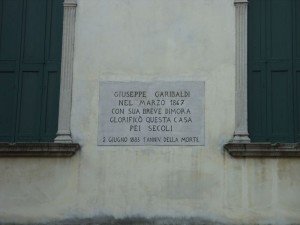 GIUSEPPE GARIBALDI
NEL MARZO 1867
CON SUA BREVE DIMORA
GLORIFICÒ QUESTA CASA
PEI SECOLI
2 GIUGNO 1883 I ANNIV. DELLA MORTE